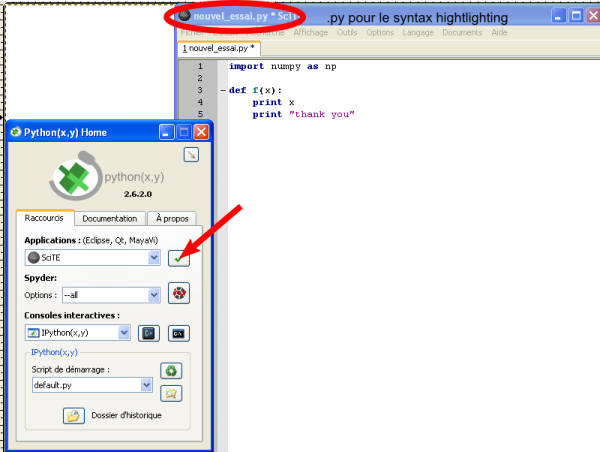 nouvel_essai.py * SciT
.py pour le syntax hightlighting
Fichier Affichage Outils Options Langage Documents Aide
1 nouvel_essai.py *
1 import numpy as np
2
3 def f(x):
4 print x
5 print "thank you"
Python(x,y) Home
python(x,y)
2.6.2.0
Raccourcis Documentation À propos
Applications : (Eclipse, Qt, MayaVi)
SciTE
Spyder:
Options : --all
Consoles interactives :
IPython(x,y)
IPython(x,y)
Script de démarrage :
default.py
Dossier d'historique